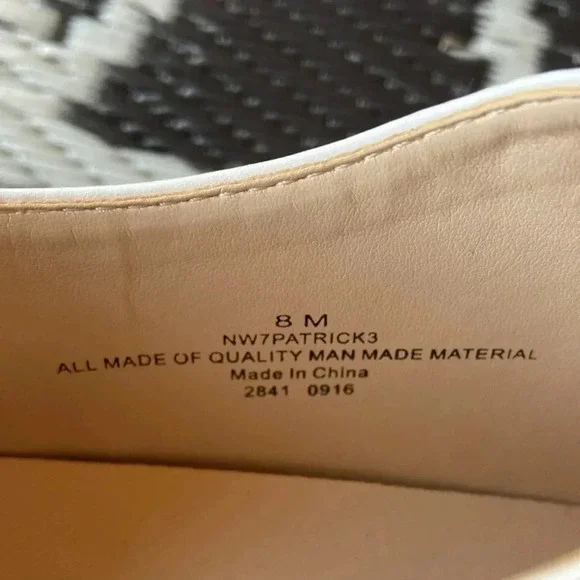 8 M
NW7PATRICK3
ALL MADE OF QUALITY MAN MADE MATERIAL
Made In China
2841 0916